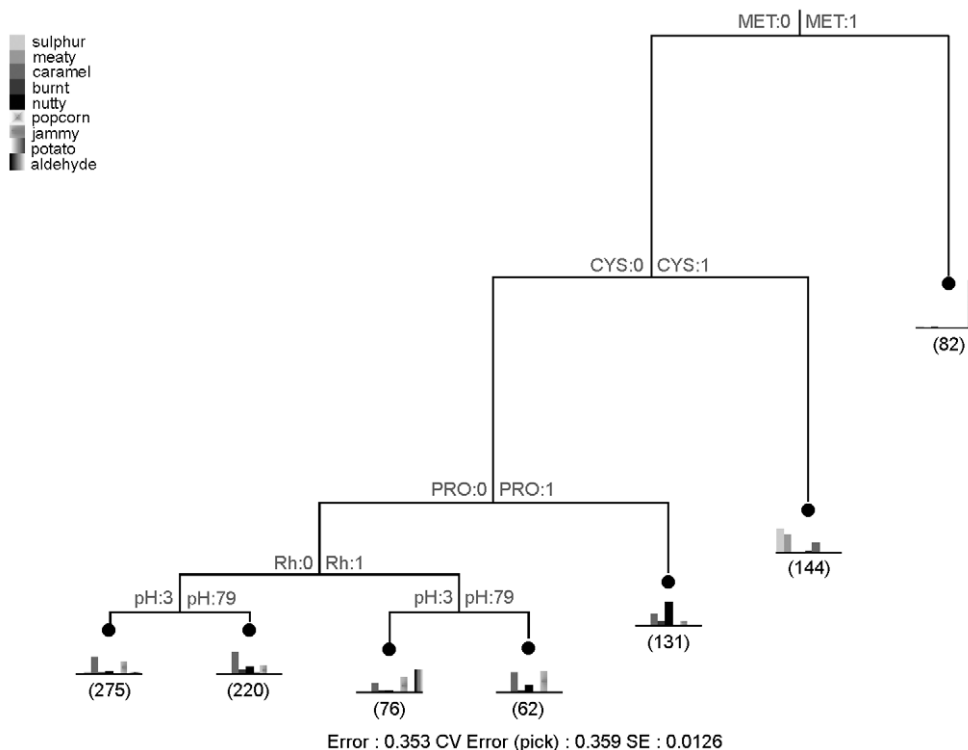 MET:0 MET:1
sulphur
meaty
caramel
burnt
nutty
popcorn
jammy
potato
aldehyde
CYS:0 CYS:1
(82)
PRO:0 PRO:1
Rh:0 Rh:1
(144)
pH:3 pH:79 pH:3 pH:79
(131)
(275) (220) (76) (62)
Error : 0.353 CV Error (pick) : 0.359 SE : 0.0126